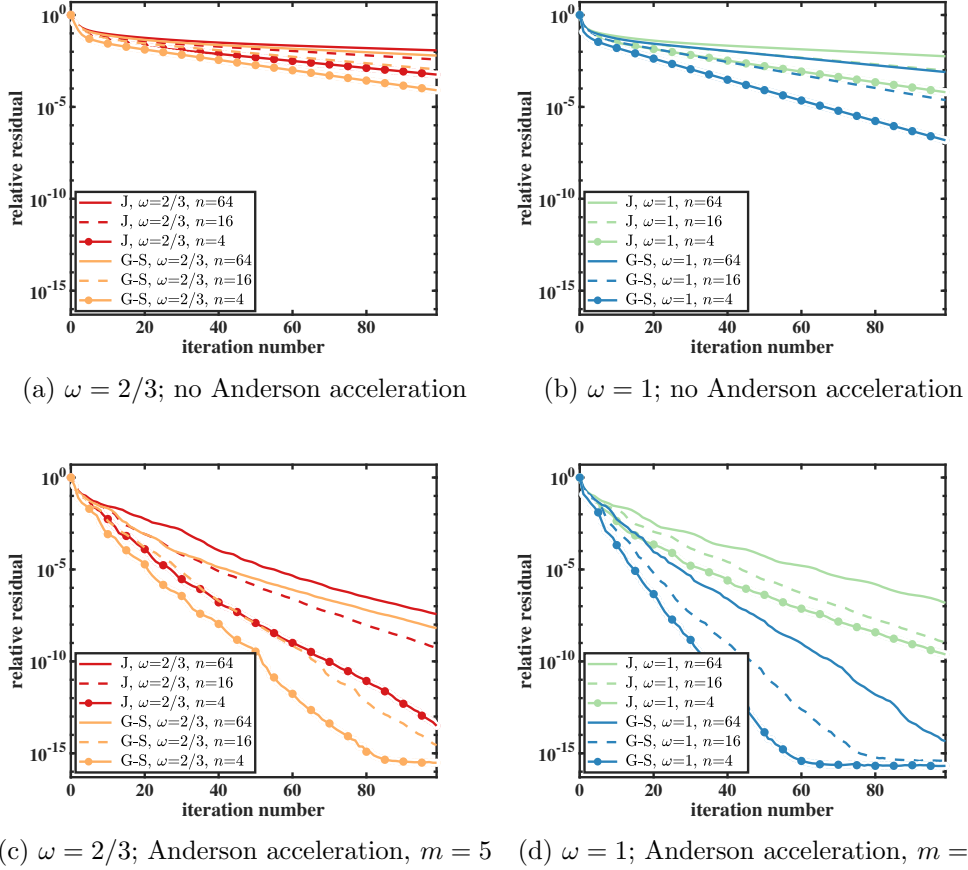 10^0
10^-5
10^-10
10^-15
relative residual
J, ω=2/3, n=64
J, ω=2/3, n=16
J, ω=2/3, n=4
G-S, ω=2/3, n=64
G-S, ω=2/3, n=16
G-S, ω=2/3, n=4
0 20 40 60 80
iteration number
(a) ω = 2/3; no Anderson acceleration
10^0
10^-5
10^-10
10^-15
relative residual
J, ω=1, n=64
J, ω=1, n=16
J, ω=1, n=4
G-S, ω=1, n=64
G-S, ω=1, n=16
G-S, ω=1, n=4
0 20 40 60 80
iteration number
(b) ω = 1; no Anderson acceleration
10^0
10^-5
10^-10
10^-15
relative residual
J, ω=2/3, n=64
J, ω=2/3, n=16
J, ω=2/3, n=4
G-S, ω=2/3, n=64
G-S, ω=2/3, n=16
G-S, ω=2/3, n=4
0 20 40 60 80
iteration number
(c) ω = 2/3; Anderson acceleration, m = 5
10^0
10^-5
10^-10
10^-15
relative residual
J, ω=1, n=64
J, ω=1, n=16
J, ω=1, n=4
G-S, ω=1, n=64
G-S, ω=1, n=16
G-S, ω=1, n=4
0 20 40 60 80
iteration number
(d) ω = 1; Anderson acceleration, m =